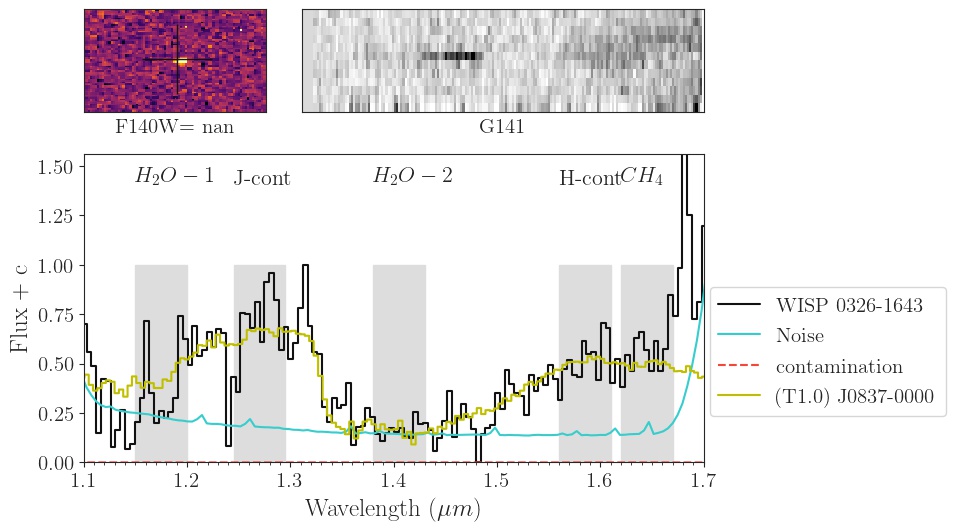 F140W= nan
G141
H₂O − 1 J-cont H₂O − 2 H-cont CH₄
1.50
1.25
1.00
0.75
0.50
0.25
0.00
Flux + c
1.1 1.2 1.3 1.4 1.5 1.6 1.7
Wavelength (μm)
WISP 0326-1643
Noise
contamination
(T1.0) J0837-0000